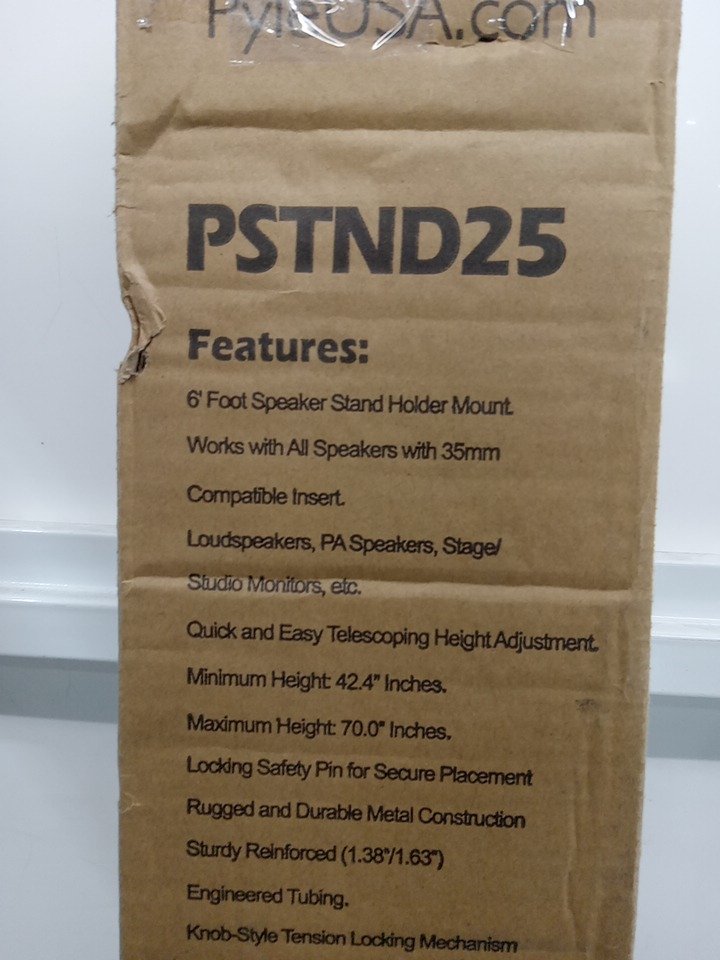 PyleUSA.com
PSTND25
Features:
6' Foot Speaker Stand Holder Mount.
Works with All Speakers with 35mm
Compatible Insert.
Loudspeakers, PA Speakers, Stage/
Studio Monitors, etc.
Quick and Easy Telescoping Height Adjustment.
Minimum Height: 42.4" Inches.
Maximum Height: 70.0" Inches.
Locking Safety Pin for Secure Placement
Rugged and Durable Metal Construction
Sturdy Reinforced (1.38"/1.63")
Engineered Tubing.
Knob-Style Tension Locking Mechanism